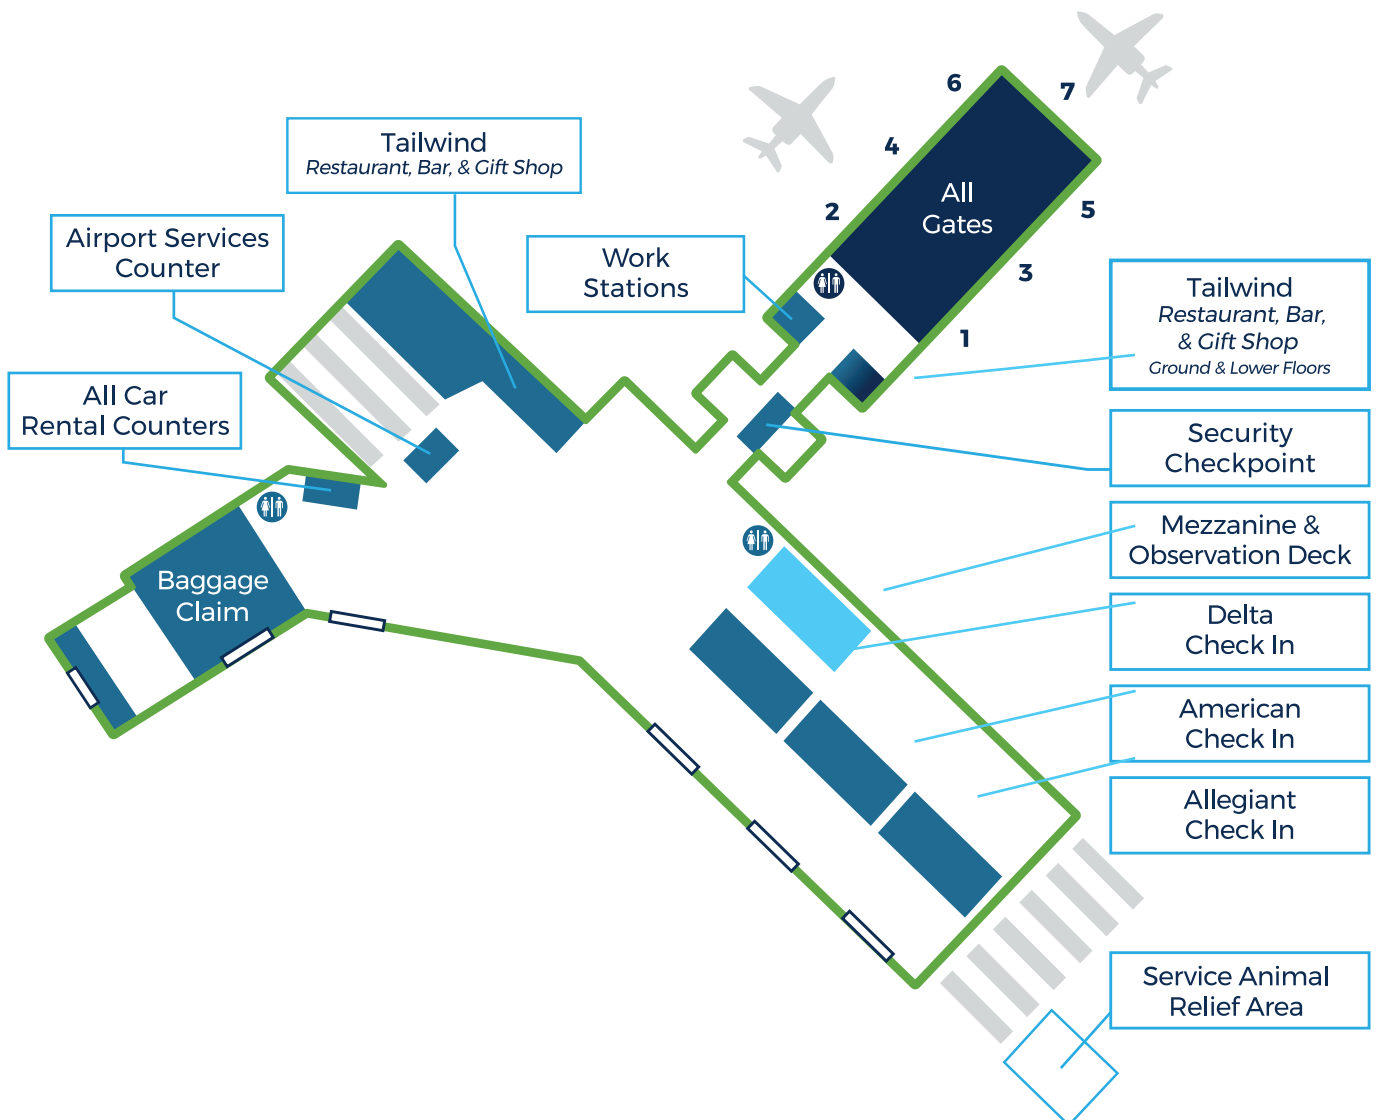 6
7
Tailwind
Restaurant, Bar, & Gift Shop
4
All
Gates
2
5
Airport Services
Counter
Work
Stations
3
Tailwind
Restaurant, Bar,
& Gift Shop
Ground & Lower Floors
1
All Car
Rental Counters
Security
Checkpoint
Mezzanine &
Observation Deck
Baggage
Claim
Delta
Check In
American
Check In
Allegiant
Check In
Service Animal
Relief Area